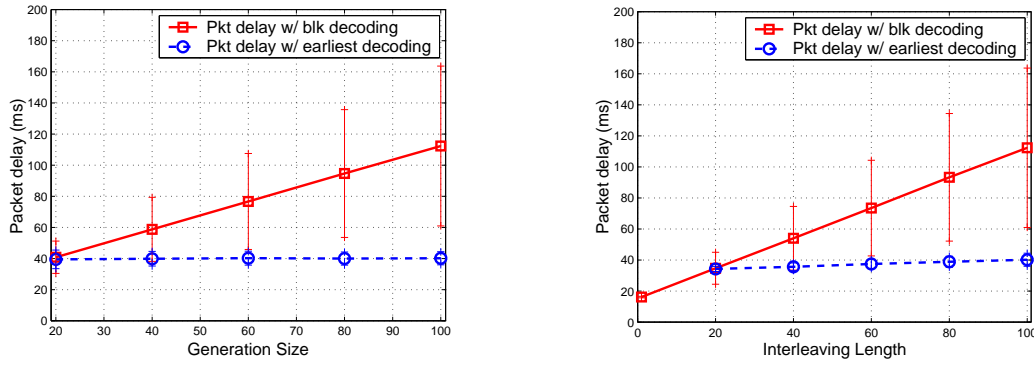 200
180
160
140
120
100
80
60
40
20
0
Packet delay (ms)
Pkt delay w/ blk decoding
Pkt delay w/ earliest decoding
20 30 40 50 60 70 80 90 100
Generation Size
200
180
160
140
120
100
80
60
40
20
0
Packet delay (ms)
Pkt delay w/ blk decoding
Pkt delay w/ earliest decoding
0 20 40 60 80 100
Interleaving Length